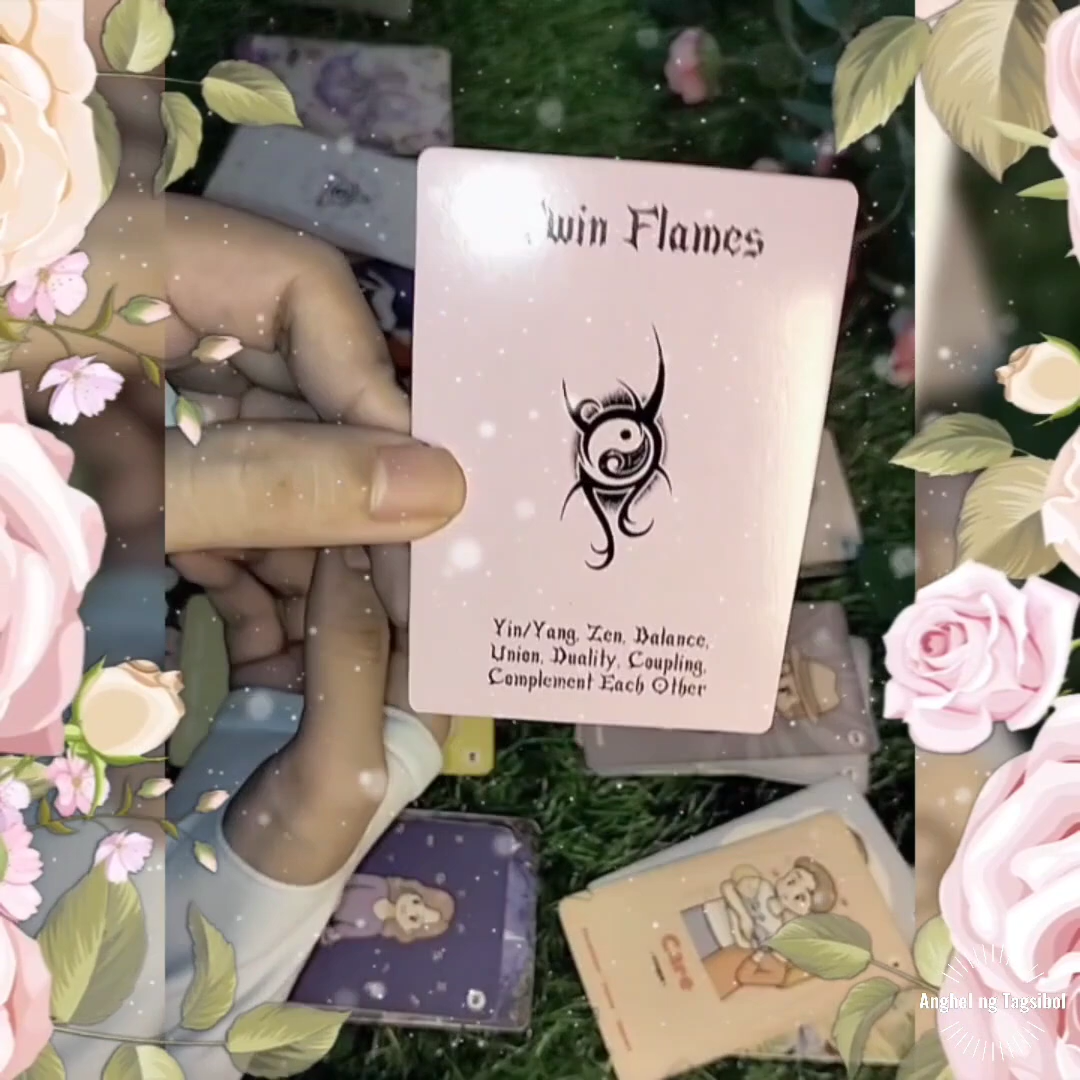 win Flames
Yin/Yang, Zen, Balance,
Union, Duality, Coupling,
Complement Each Other
Care
Anghel ng Tagsibol